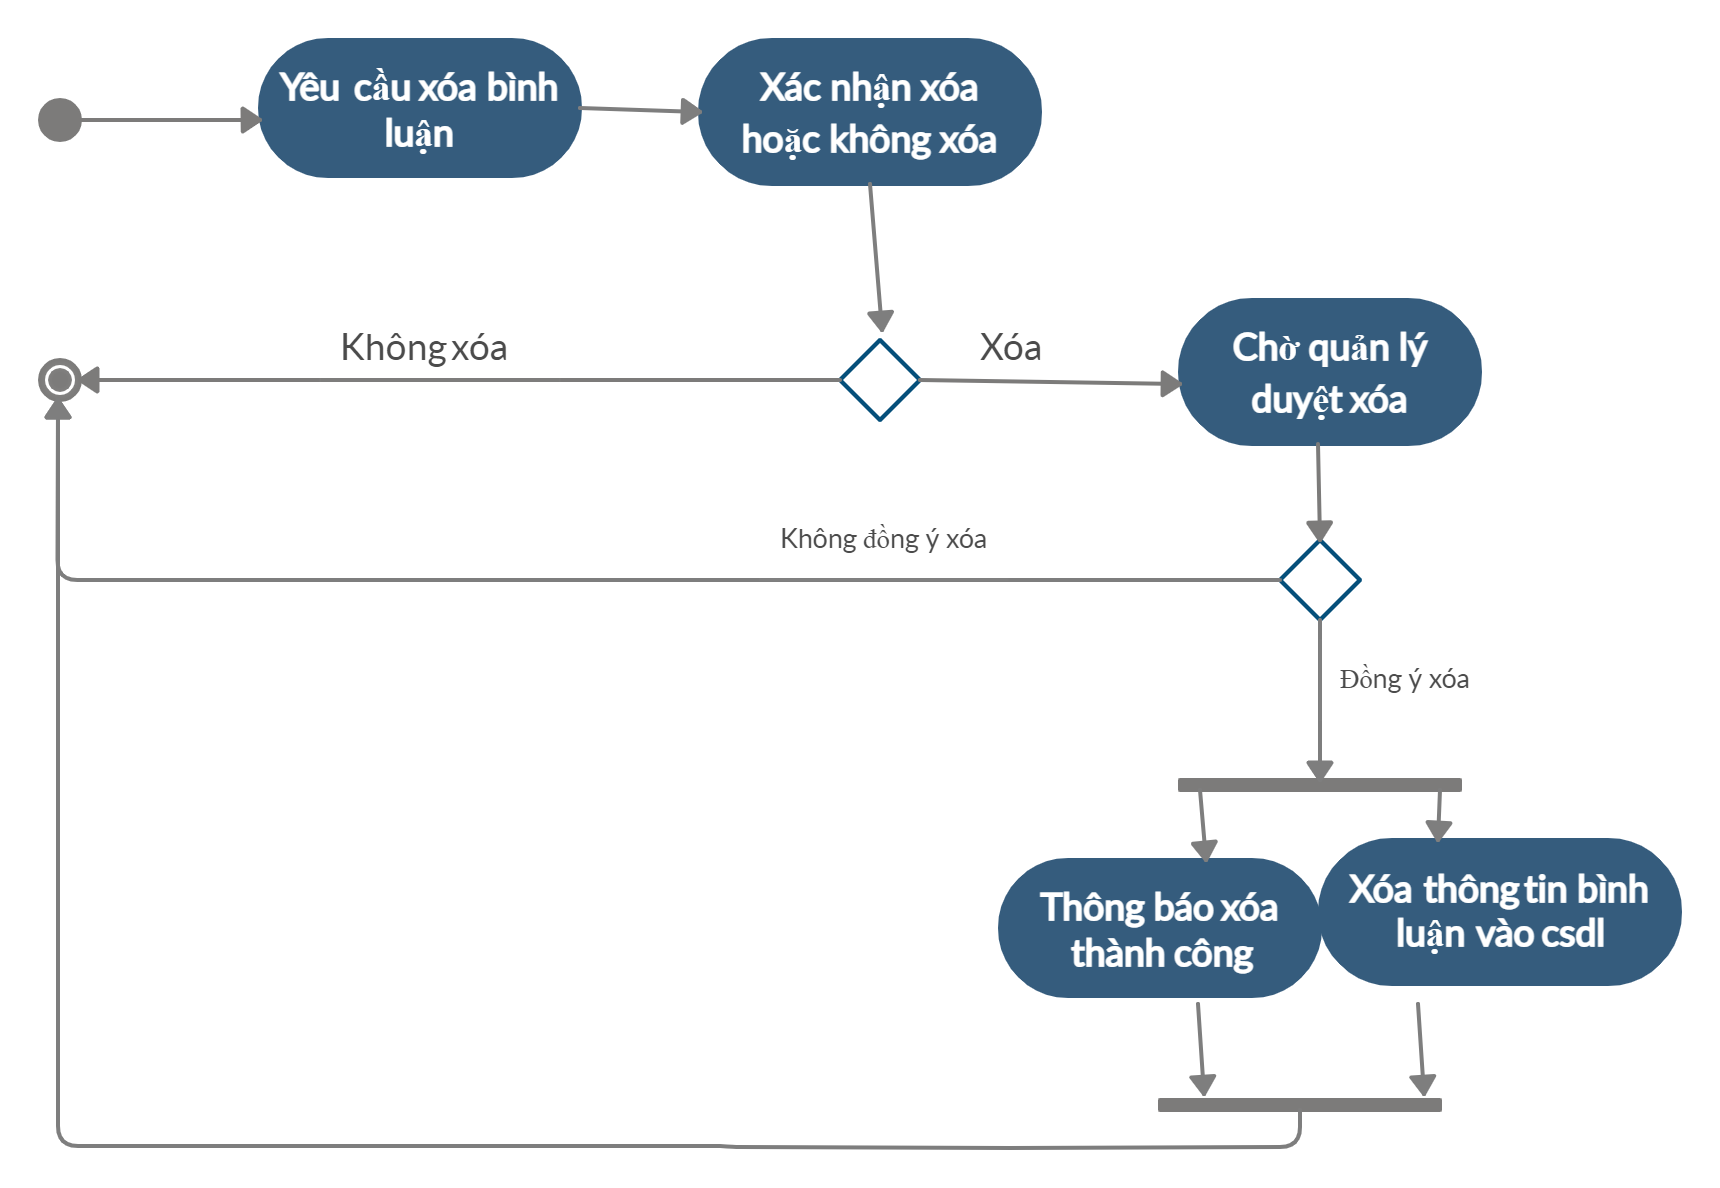 Yêu cầu xóa bình
luận
Xác nhận xóa
hoặc không xóa
Không xóa
Xóa
Chờ quản lý
duyệt xóa
Không đồng ý xóa
Đồng ý xóa
Thông báo xóa
thành công
Xóa thông tin bình
luận vào csdl